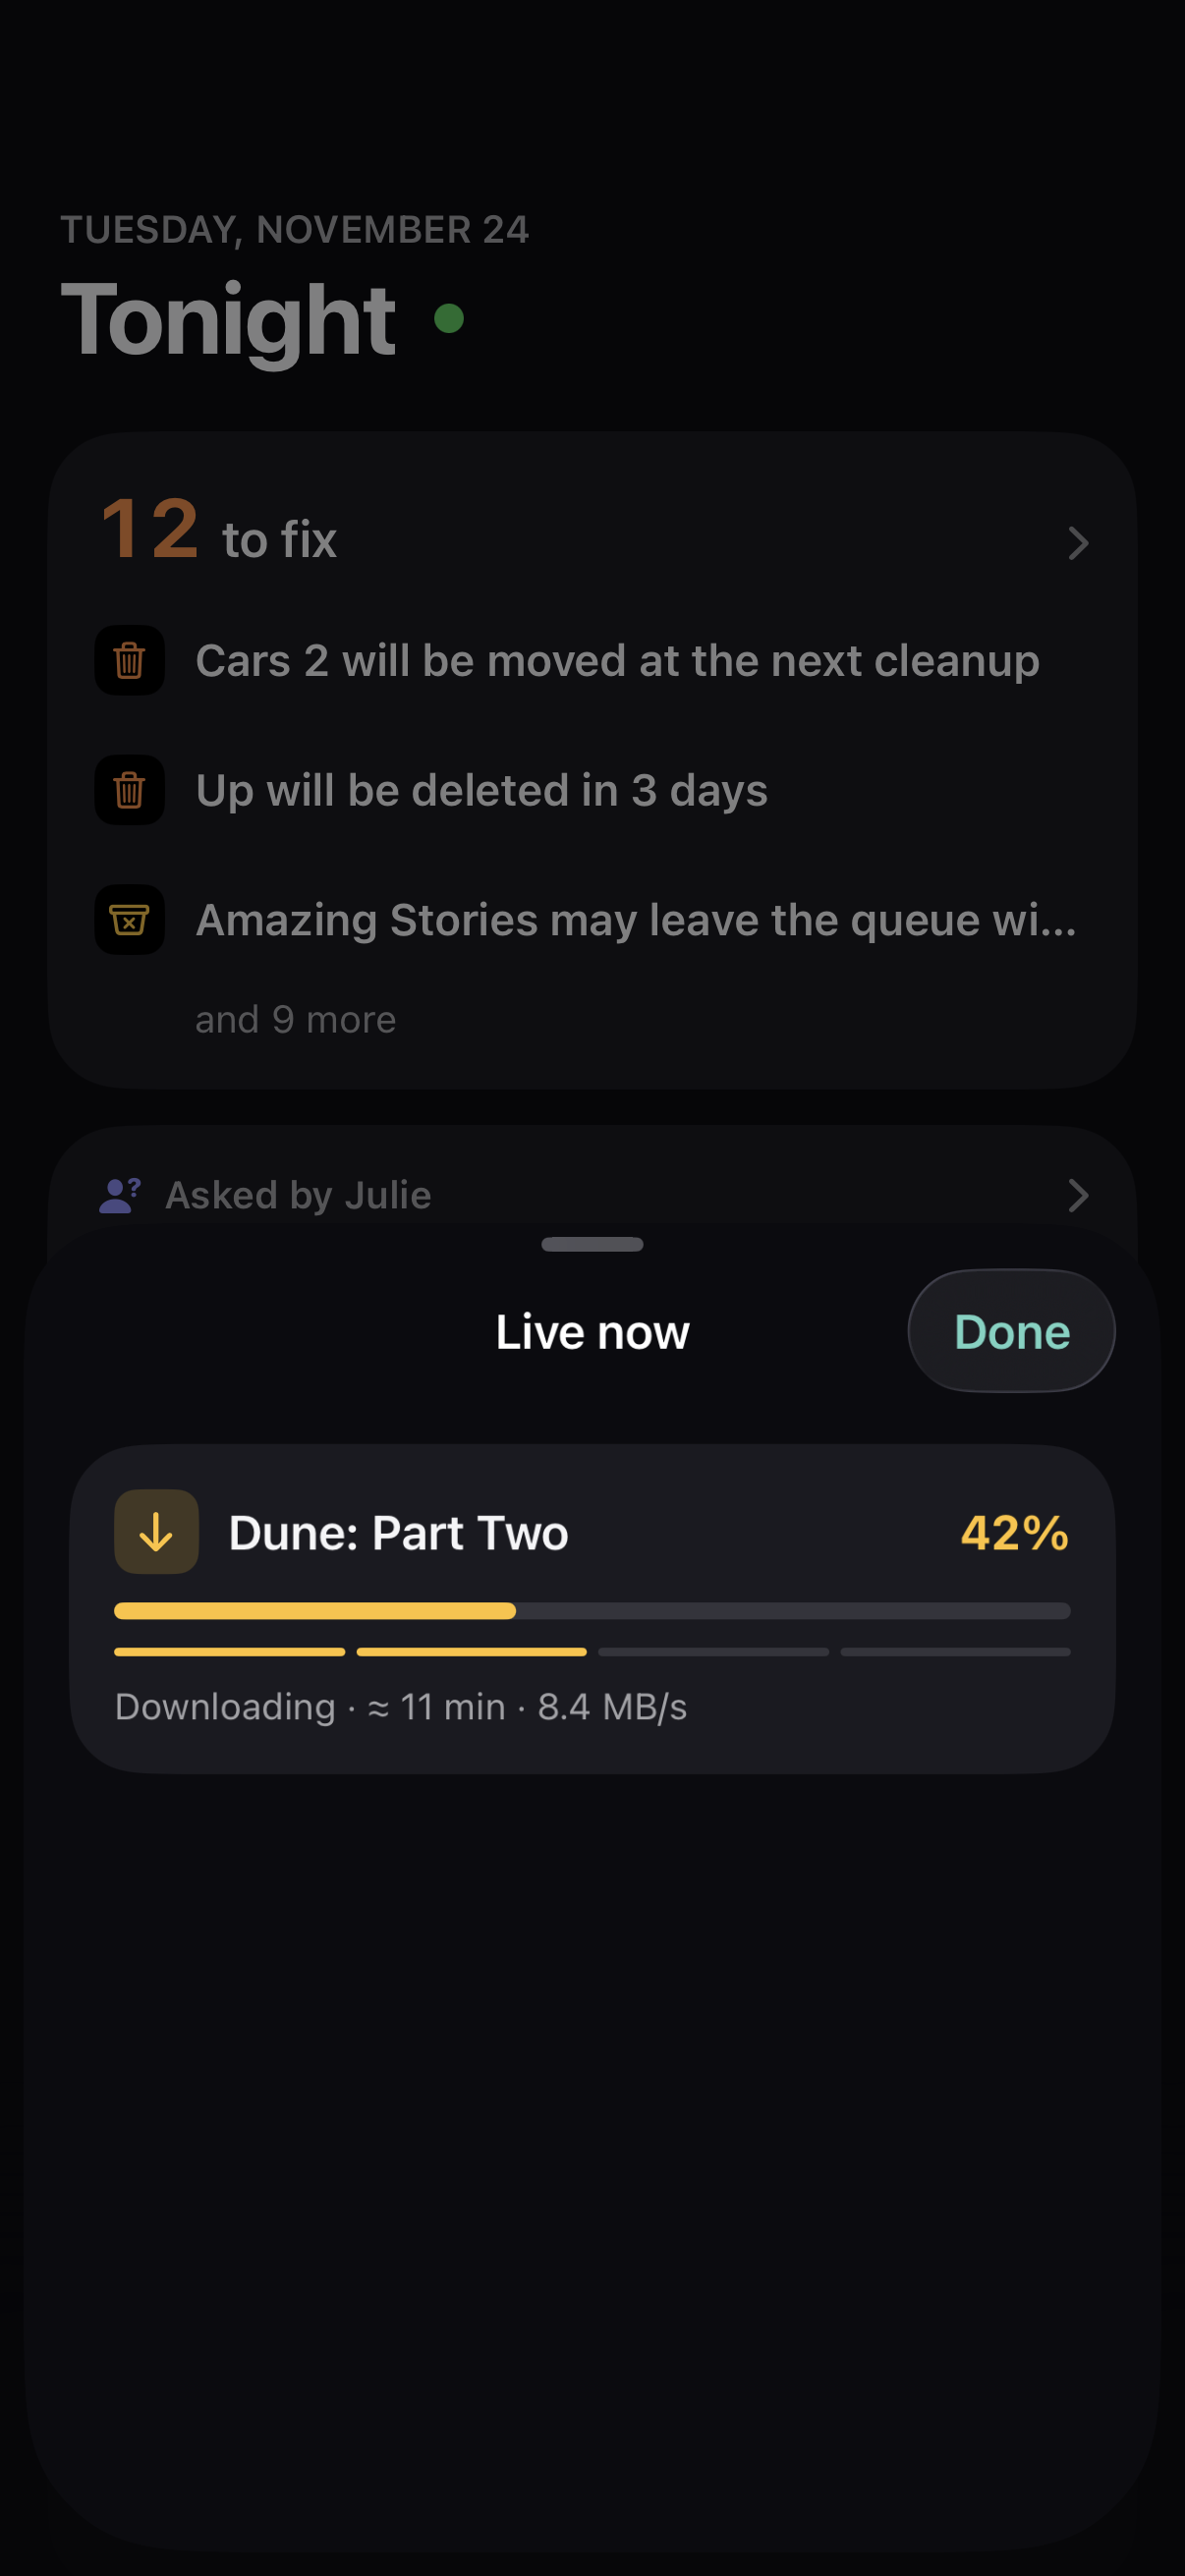 TUESDAY, NOVEMBER 24
Tonight
12 to fix
Cars 2 will be moved at the next cleanup
Up will be deleted in 3 days
Amazing Stories may leave the queue wi...
and 9 more
Asked by Julie
Live now
Done
Dune: Part Two 42%
Downloading · ≈ 11 min · 8.4 MB/s